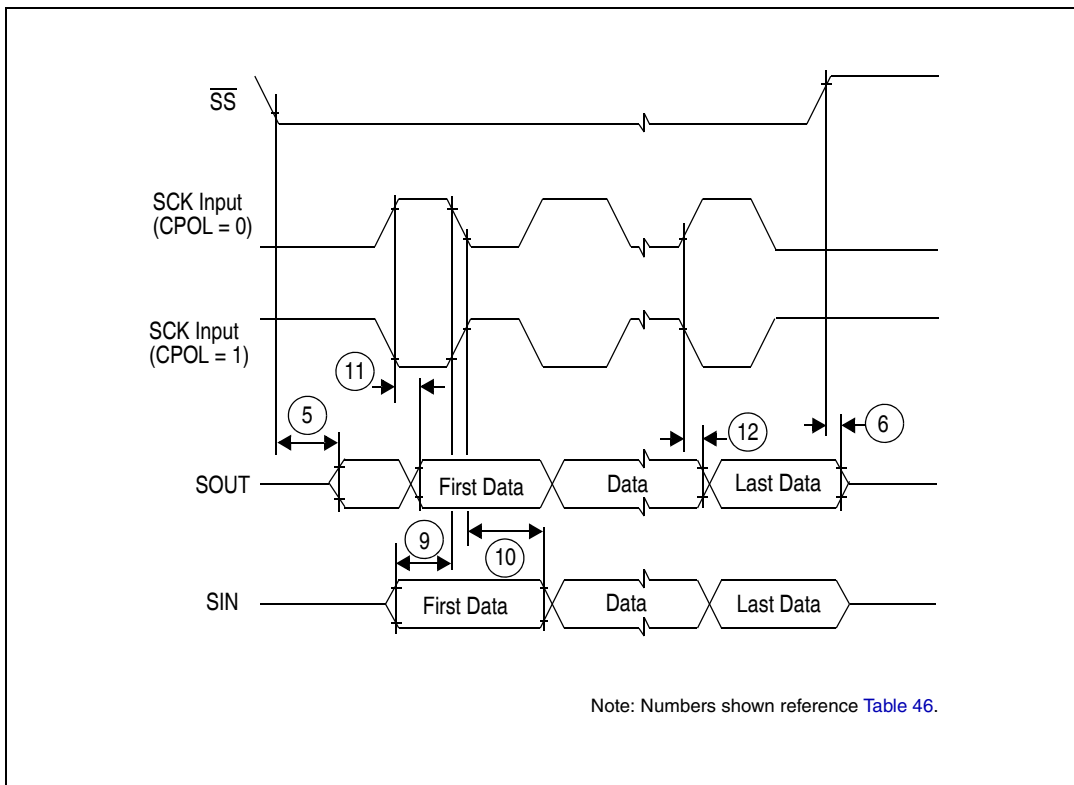 SS
SCK Input
(CPOL = 0)
SCK Input
(CPOL = 1)
11
5
12
6
SOUT
First Data
Data
Last Data
9
10
SIN
First Data
Data
Last Data
Note: Numbers shown reference Table 46.